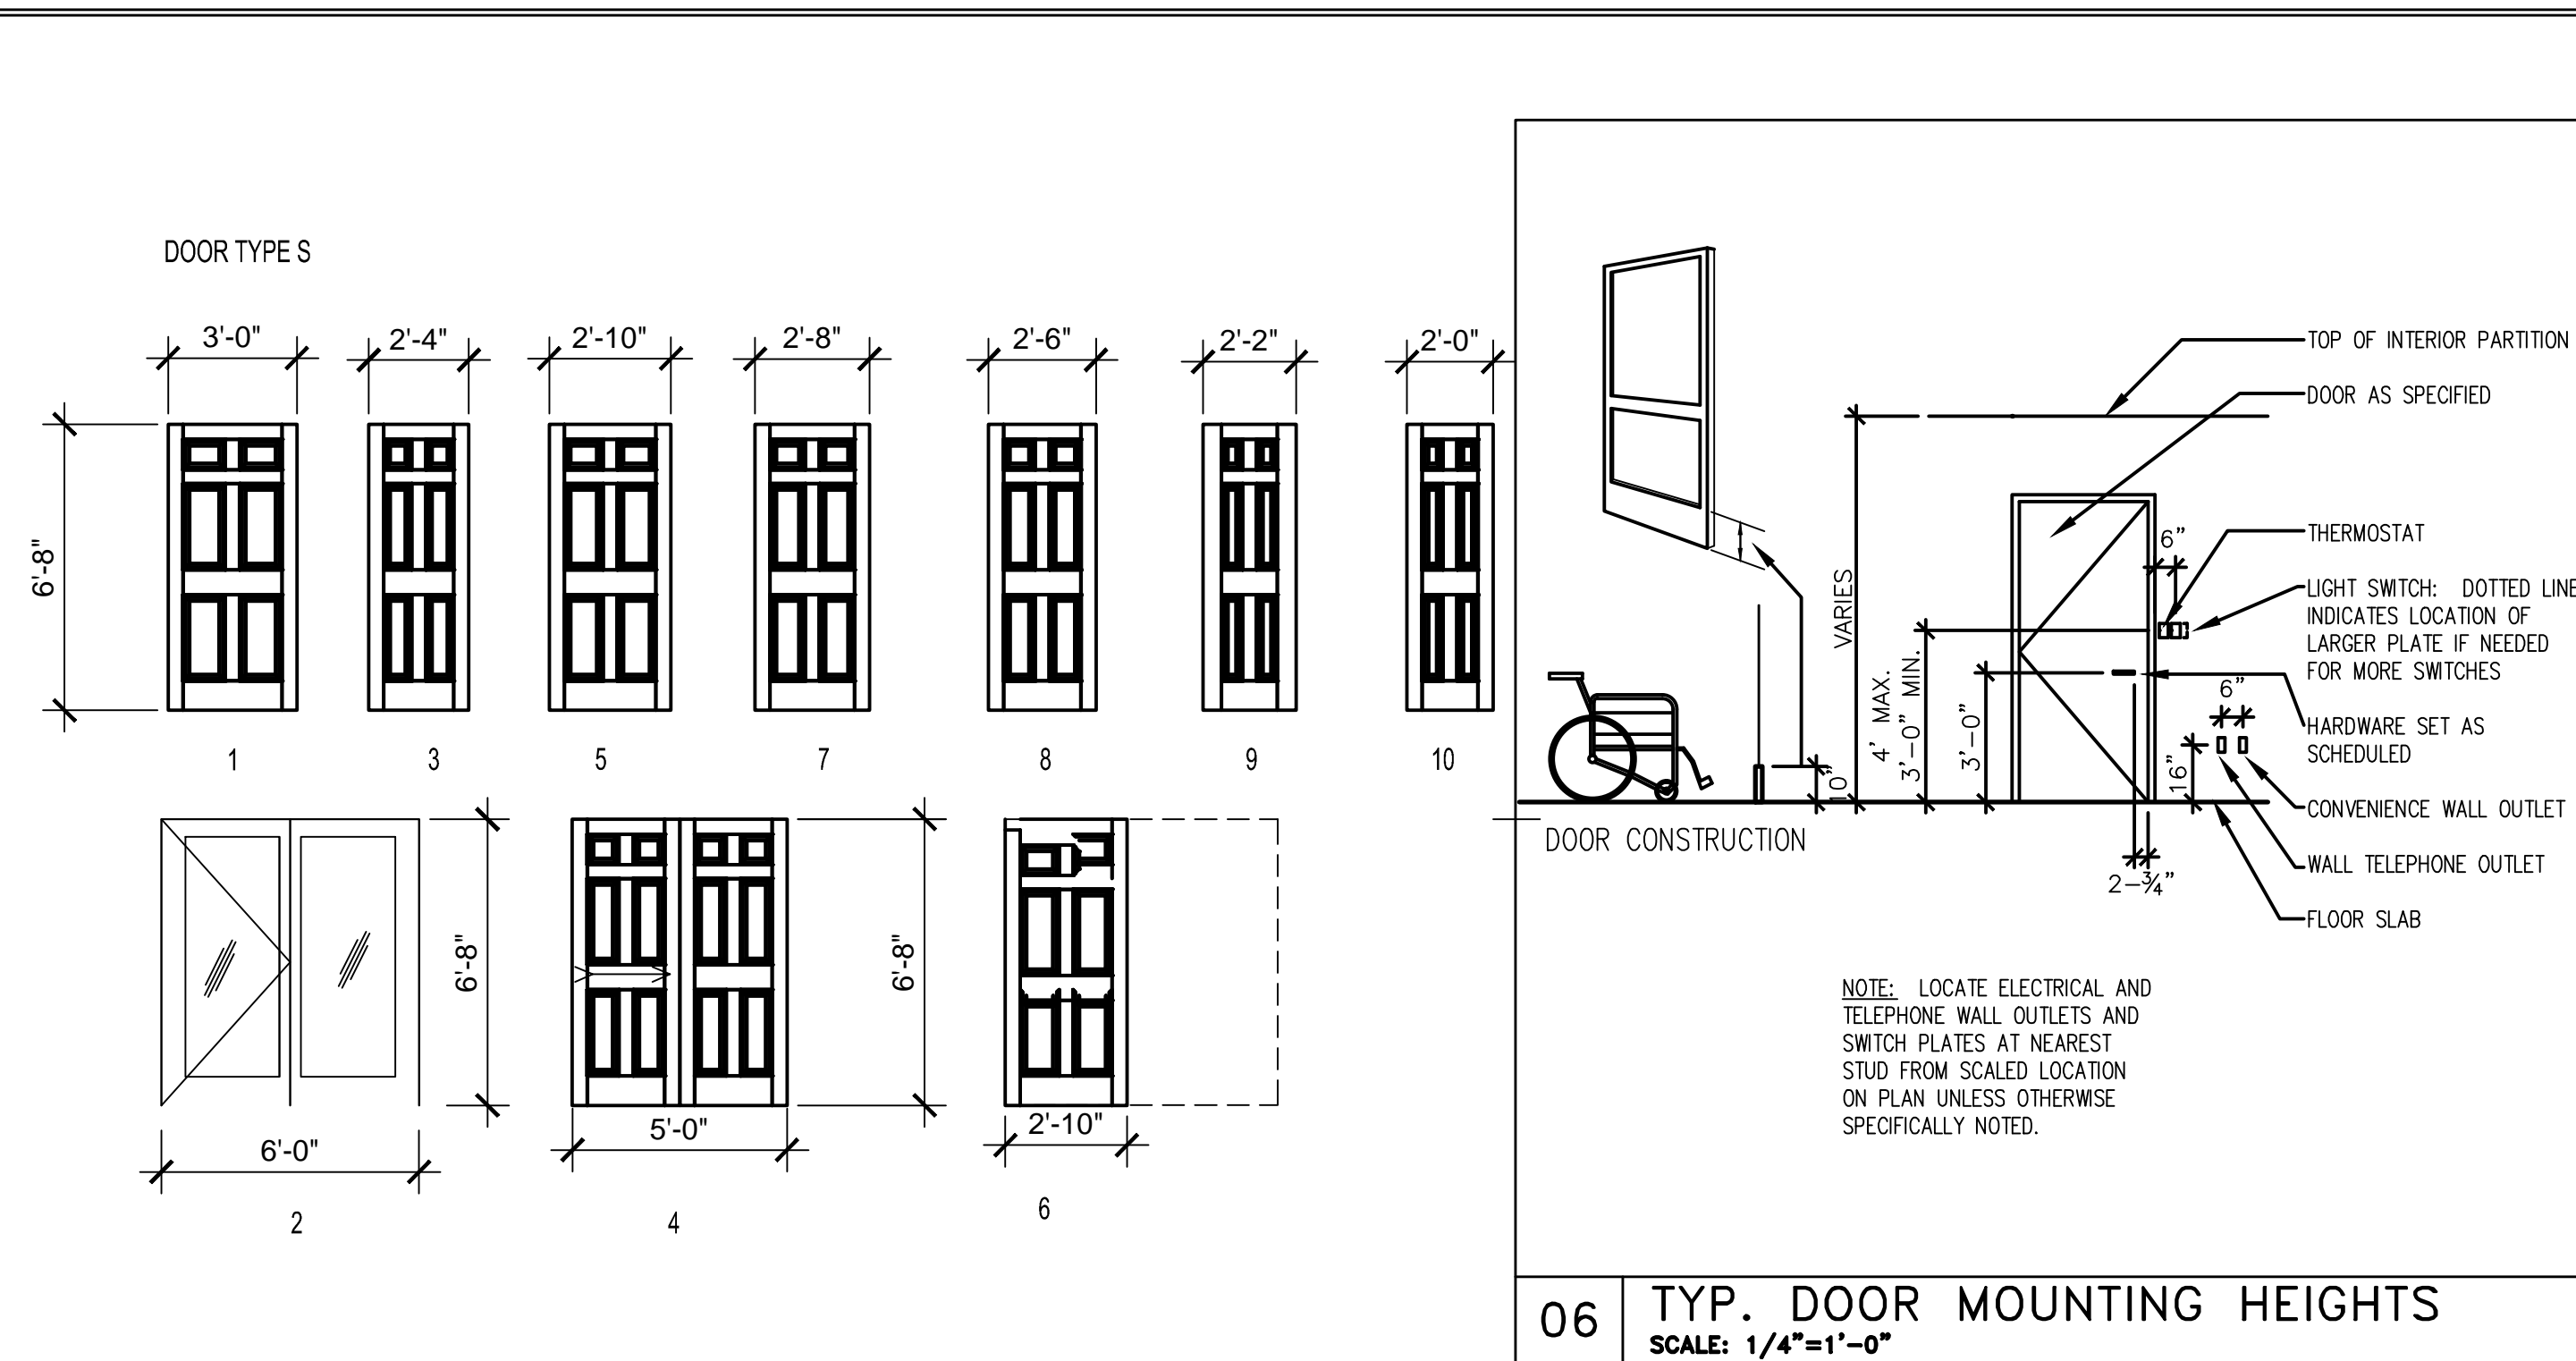 DOOR TYPE S
3'-0"
2'-4"
2'-10"
2'-8"
2'-6"
2'-2"
2'-0"
6'-8"
1
3
5
7
8
9
10
6'-8"
6'-8"
6'-0"
5'-0"
2'-10"
2
4
6
TOP OF INTERIOR PARTITION
DOOR AS SPECIFIED
THERMOSTAT
LIGHT SWITCH: DOTTED LINE
INDICATES LOCATION OF
LARGER PLATE IF NEEDED
FOR MORE SWITCHES
HARDWARE SET AS
SCHEDULED
CONVENIENCE WALL OUTLET
WALL TELEPHONE OUTLET
FLOOR SLAB
VARIES
4' MAX.
3'-0" MIN.
3'-0"
6"
6"
16"
10"
2-¾"
DOOR CONSTRUCTION
NOTE: LOCATE ELECTRICAL AND
TELEPHONE WALL OUTLETS AND
SWITCH PLATES AT NEAREST
STUD FROM SCALED LOCATION
ON PLAN UNLESS OTHERWISE
SPECIFICALLY NOTED.
06
TYP. DOOR MOUNTING HEIGHTS
SCALE: 1/4"=1'-0"